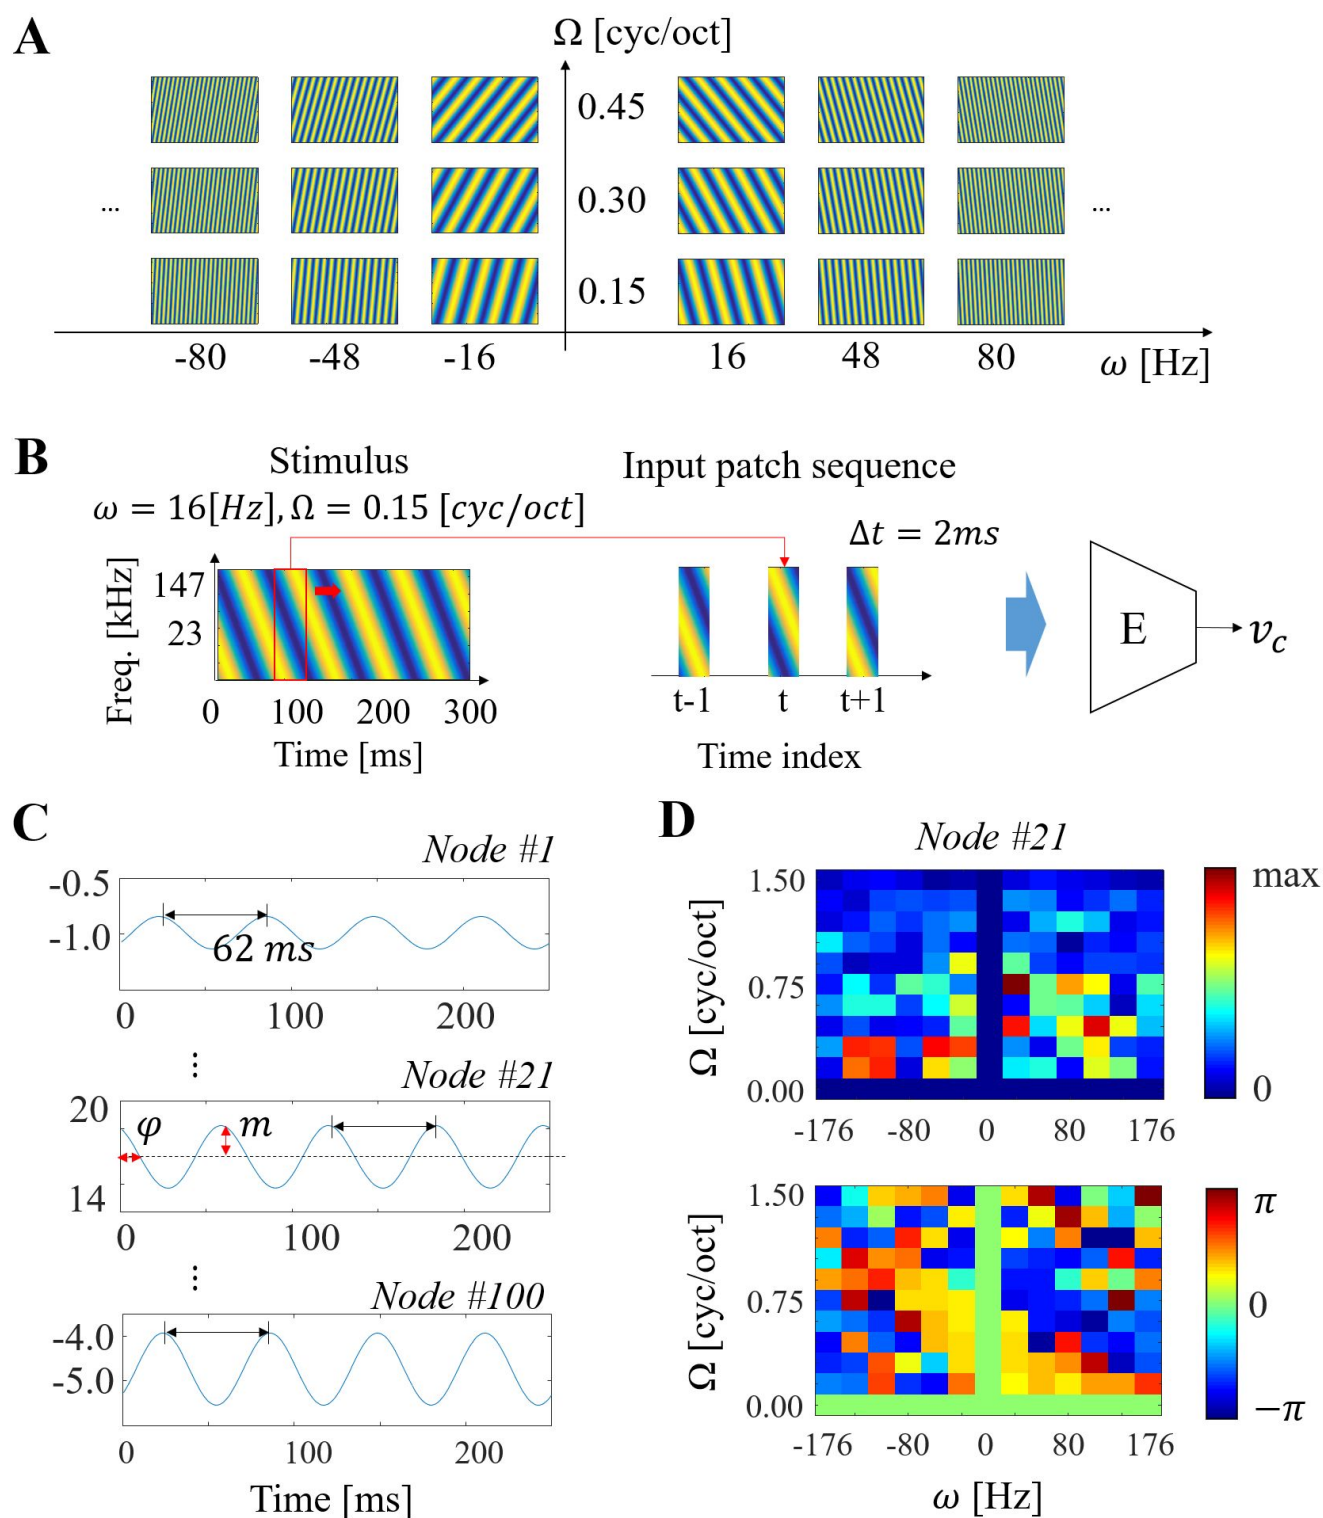 A
Ω [cyc/oct]
0.45
0.30
0.15
...
...
-80 -48 -16 16 48 80
ω [Hz]
B
Stimulus
Input patch sequence
ω = 16[Hz], Ω = 0.15 [cyc/oct]
Δt = 2ms
Freq. [kHz]
147
23
0 100 200 300
Time [ms]
t-1 t t+1
Time index
E
v_c
C
Node #1
-0.5
-1.0
62 ms
0 100 200
⋮
Node #21
20
14
φ m
0 100 200
⋮
Node #100
-4.0
-5.0
0 100 200
Time [ms]
D
Node #21
Ω [cyc/oct]
1.50
0.75
0.00
-176 -80 0 80 176
max
0
Ω [cyc/oct]
1.50
0.75
0.00
-176 -80 0 80 176
π
0
−π
ω [Hz]